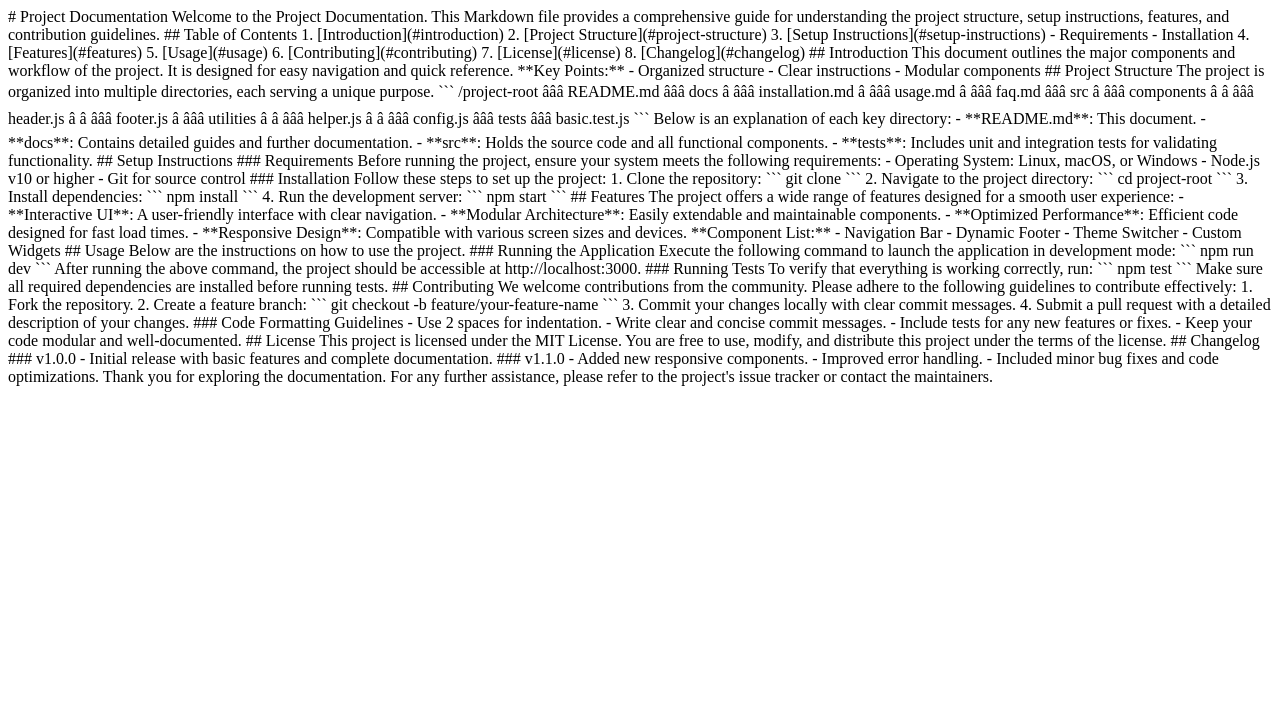 # Project Documentation Welcome to the Project Documentation. This Markdown file provides a comprehensive guide for understanding the project structure, setup instructions, features, and
contribution guidelines. ## Table of Contents 1. [Introduction](#introduction) 2. [Project Structure](#project-structure) 3. [Setup Instructions](#setup-instructions) - Requirements - Installation 4.
[Features](#features) 5. [Usage](#usage) 6. [Contributing](#contributing) 7. [License](#license) 8. [Changelog](#changelog) ## Introduction This document outlines the major components and
workflow of the project. It is designed for easy navigation and quick reference. **Key Points:** - Organized structure - Clear instructions - Modular components ## Project Structure The project is
organized into multiple directories, each serving a unique purpose. ``` /project-root âââ README.md âââ docs â âââ installation.md â âââ usage.md â âââ faq.md âââ src â âââ components â â âââ
header.js â â âââ footer.js â âââ utilities â â âââ helper.js â â âââ config.js âââ tests âââ basic.test.js ``` Below is an explanation of each key directory: - **README.md**: This document. -
**docs**: Contains detailed guides and further documentation. - **src**: Holds the source code and all functional components. - **tests**: Includes unit and integration tests for validating
functionality. ## Setup Instructions ### Requirements Before running the project, ensure your system meets the following requirements: - Operating System: Linux, macOS, or Windows - Node.js
v10 or higher - Git for source control ### Installation Follow these steps to set up the project: 1. Clone the repository: ``` git clone ``` 2. Navigate to the project directory: ``` cd project-root ``` 3.
Install dependencies: ``` npm install ``` 4. Run the development server: ``` npm start ``` ## Features The project offers a wide range of features designed for a smooth user experience: -
**Interactive UI**: A user-friendly interface with clear navigation. - **Modular Architecture**: Easily extendable and maintainable components. - **Optimized Performance**: Efficient code
designed for fast load times. - **Responsive Design**: Compatible with various screen sizes and devices. **Component List:** - Navigation Bar - Dynamic Footer - Theme Switcher - Custom
Widgets ## Usage Below are the instructions on how to use the project. ### Running the Application Execute the following command to launch the application in development mode: ``` npm run
dev ``` After running the above command, the project should be accessible at http://localhost:3000. ### Running Tests To verify that everything is working correctly, run: ``` npm test ``` Make sure
all required dependencies are installed before running tests. ## Contributing We welcome contributions from the community. Please adhere to the following guidelines to contribute effectively: 1.
Fork the repository. 2. Create a feature branch: ``` git checkout -b feature/your-feature-name ``` 3. Commit your changes locally with clear commit messages. 4. Submit a pull request with a detailed
description of your changes. ### Code Formatting Guidelines - Use 2 spaces for indentation. - Write clear and concise commit messages. - Include tests for any new features or fixes. - Keep your
code modular and well-documented. ## License This project is licensed under the MIT License. You are free to use, modify, and distribute this project under the terms of the license. ## Changelog
### v1.0.0 - Initial release with basic features and complete documentation. ### v1.1.0 - Added new responsive components. - Improved error handling. - Included minor bug fixes and code
optimizations. Thank you for exploring the documentation. For any further assistance, please refer to the project's issue tracker or contact the maintainers.